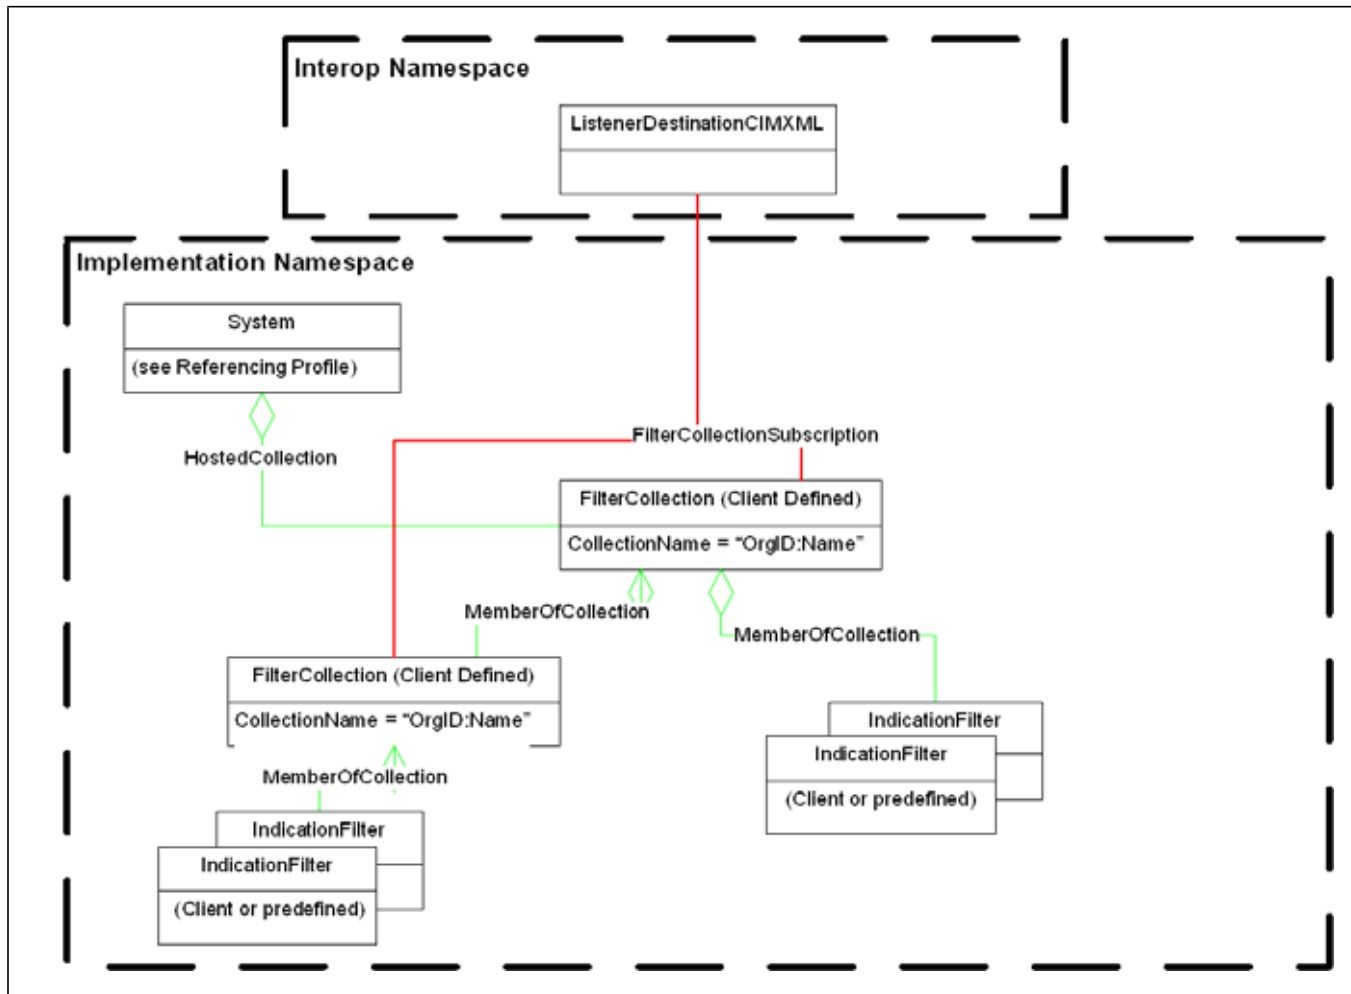 Interop Namespace
ListenerDestinationCIMXML
Implementation Namespace
System
(see Referencing Profile)
HostedCollection
FilterCollectionSubscription
FilterCollection (Client Defined)
CollectionName = “OrgID:Name”
MemberOfCollection
MemberOfCollection
FilterCollection (Client Defined)
CollectionName = “OrgID:Name”
MemberOfCollection
IndicationFilter
IndicationFilter
(Client or predefined)
IndicationFilter
IndicationFilter
(Client or predefined)